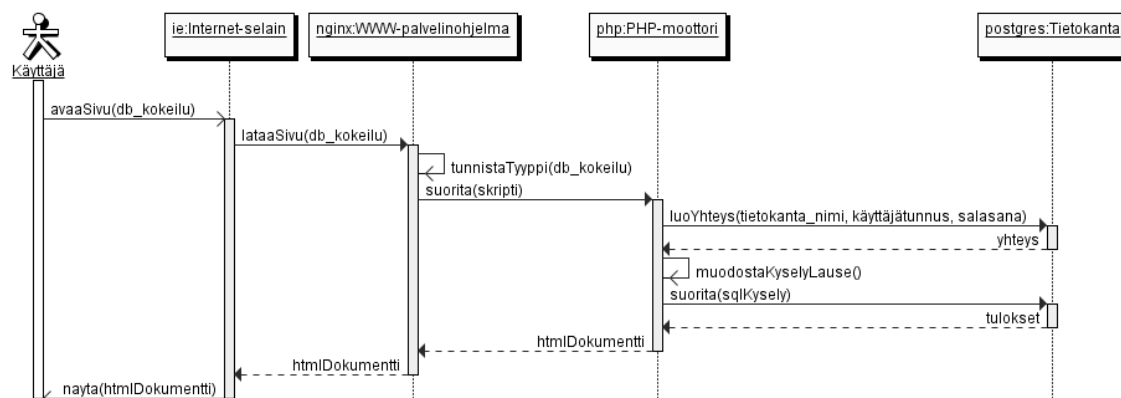 ie:Internet-selain
nginx:WWW-palvelinohjelma
php:PHP-moottori
postgres:Tietokanta
Käyttäjä
avaaSivu(db_kokeilu)
lataaSivu(db_kokeilu)
tunnistaTyyppi(db_kokeilu)
suorita(skripti)
luoYhteys(tietokanta_nimi, käyttäjätunnus, salasana)
yhteys
muodostaKyselyLause()
suorita(sqlKysely)
tulokset
htmlDokumentti
htmlDokumentti
nayta(htmlDokumentti)